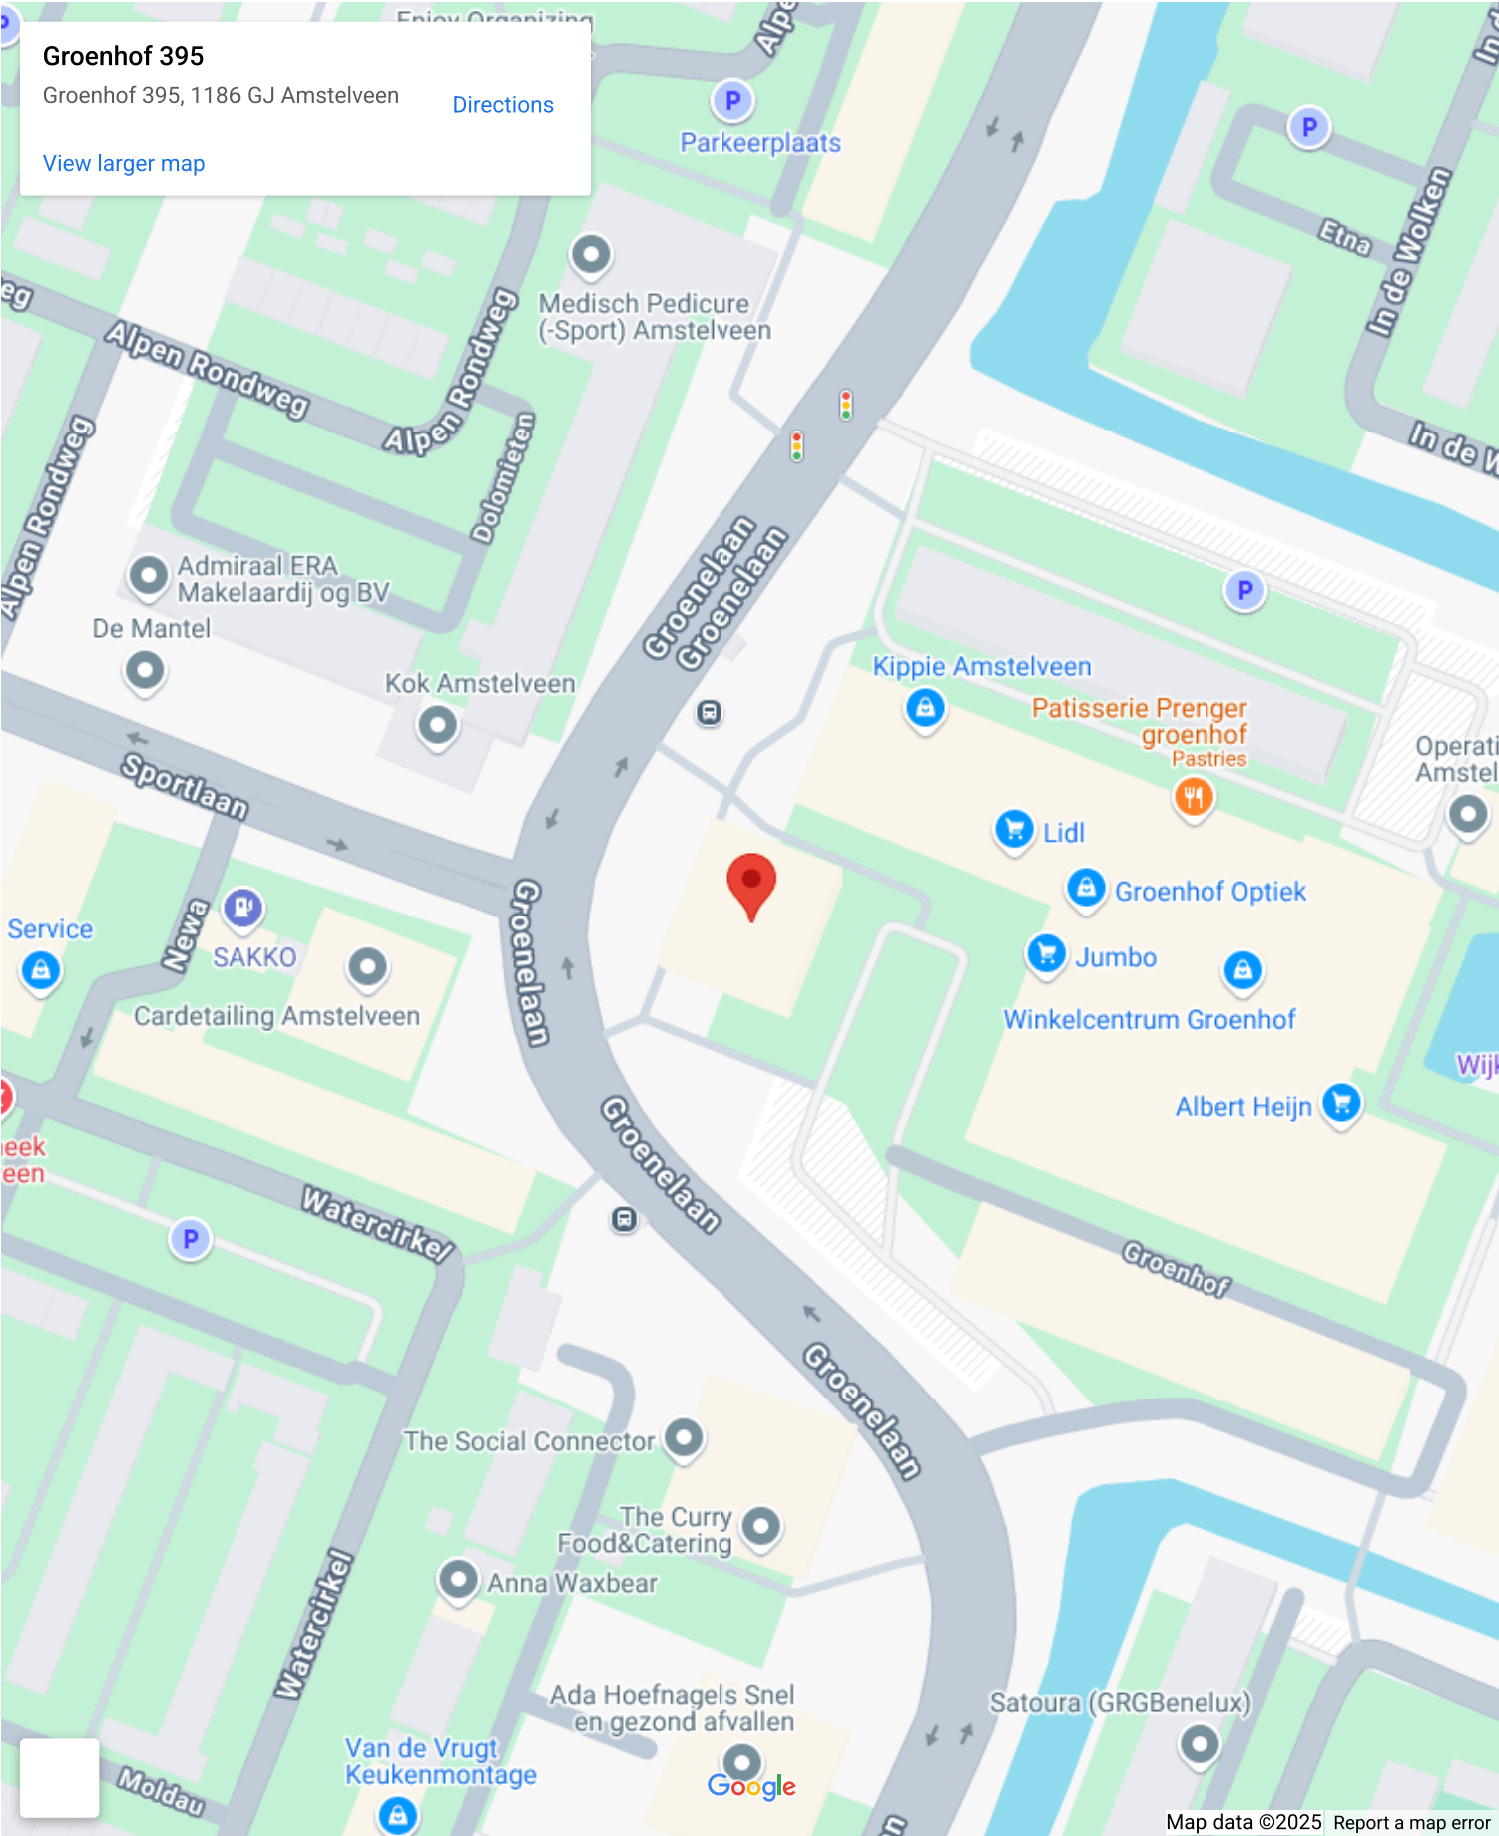 Enjoy Organizing
Groenhof 395
Groenhof 395, 1186 GJ Amstelveen
Directions
View larger map
P
Parkeerplaats
P
Etna
In de Wolken
Medisch Pedicure
(-Sport) Amstelveen
Alpen Rondweg
Alpen Rondweg
Alpen Rondweg
Dolomieten
Groenelaan
Groenelaan
Admiraal ERA
Makelaardij og BV
De Mantel
Kok Amstelveen
P
Kippie Amstelveen
Patisserie Prenger
groenhof
Pastries
Sportlaan
Lidl
Groenhof Optiek
Jumbo
Winkelcentrum Groenhof
Albert Heijn
Service
Newa
SAKKO
Cardetailing Amstelveen
Groenelaan
Groenelaan
Watercirkel
P
Groenhof
Groenelaan
The Social Connector
The Curry
Food&Catering
Anna Waxbear
Watercirkel
Ada Hoefnagels Snel
en gezond afvallen
Satoura (GRGBenelux)
Van de Vrugt
Keukenmontage
Moldau
Google
Map data ©2025
Report a map error